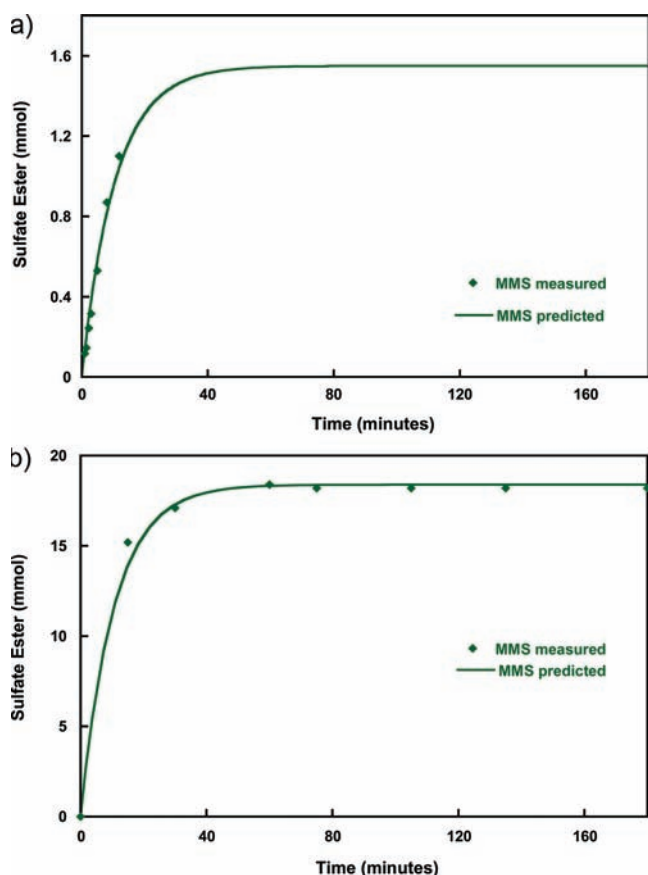 a)
1.6
1.2
0.8
0.4
0
Sulfate Ester (mmol)
MMS measured
MMS predicted
0 40 80 120 160
Time (minutes)
b)
20
18
15
10
5
0
Sulfate Ester (mmol)
MMS measured
MMS predicted
0 40 80 120 160
Time (minutes)